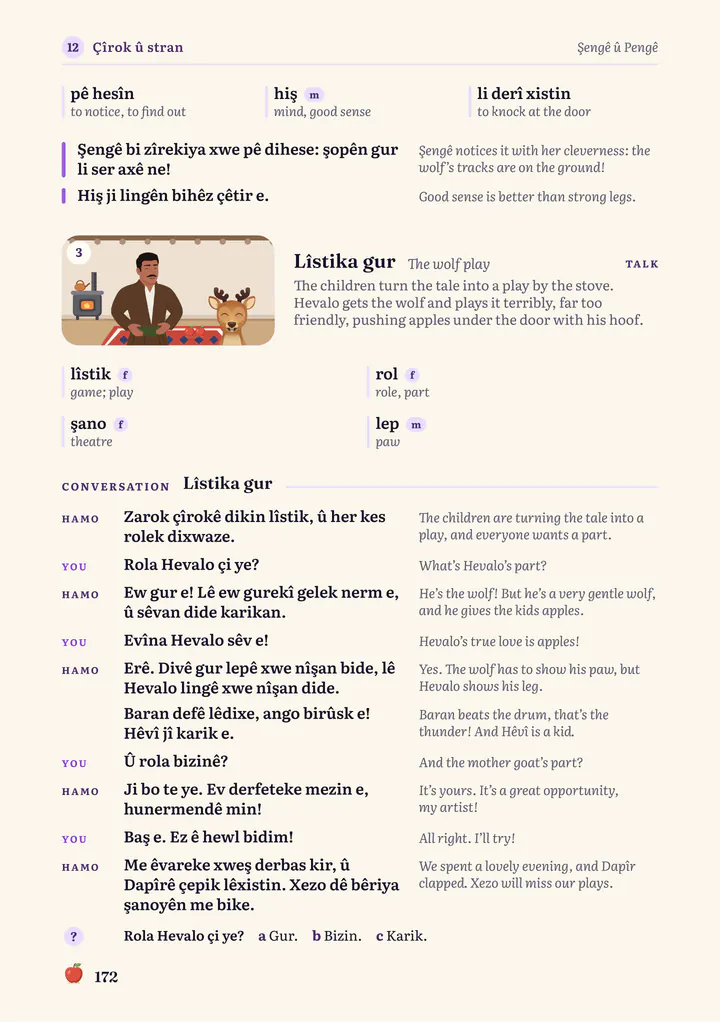 12 Çîrok û stran
Şengê û Pengê
pê hesîn
to notice, to find out
hiş m
mind, good sense
li derî xistin
to knock at the door
Şengê bi zîrekiya xwe pê dihese: şopên gur
li ser axê ne!
Şengê notices it with her cleverness: the
wolf's tracks are on the ground!
Hiş ji lingên bihêz çêtir e.
Good sense is better than strong legs.
3
Lîstika gur The wolf play TALK
The children turn the tale into a play by the stove.
Hevalo gets the wolf and plays it terribly, far too
friendly, pushing apples under the door with his hoof.
lîstik f
game; play
rol f
role, part
şano f
theatre
lep m
paw
CONVERSATION Lîstika gur
HAMO Zarok çîrokê dikin lîstik, û her kes
rolek dixwaze.
The children are turning the tale into a
play, and everyone wants a part.
YOU Rola Hevalo çi ye?
What's Hevalo's part?
HAMO Ew gur e! Lê ew gurekî gelek nerm e,
û sêvan dide karikan.
He's the wolf! But he's a very gentle wolf,
and he gives the kids apples.
YOU Evîna Hevalo sêv e!
Hevalo's true love is apples!
HAMO Erê. Divê gur lepê xwe nîşan bide, lê
Hevalo lingê xwe nîşan dide.
Yes. The wolf has to show his paw, but
Hevalo shows his leg.
Baran defê lêdixe, ango birûsk e!
Hêvî jî karik e.
Baran beats the drum, that's the
thunder! And Hêvî is a kid.
YOU Û rola bizinê?
And the mother goat's part?
HAMO Ji bo te ye. Ev derfeteke mezin e,
hunermendê min!
It's yours. It's a great opportunity,
my artist!
YOU Baş e. Ez ê hewl bidim!
All right. I'll try!
HAMO Me êvareke xweş derbas kir, û
Dapîrê çepik lêxistin. Xezo dê bêriya
şanoyên me bike.
We spent a lovely evening, and Dapîr
clapped. Xezo will miss our plays.
? Rola Hevalo çi ye? a Gur. b Bizin. c Karik.
172